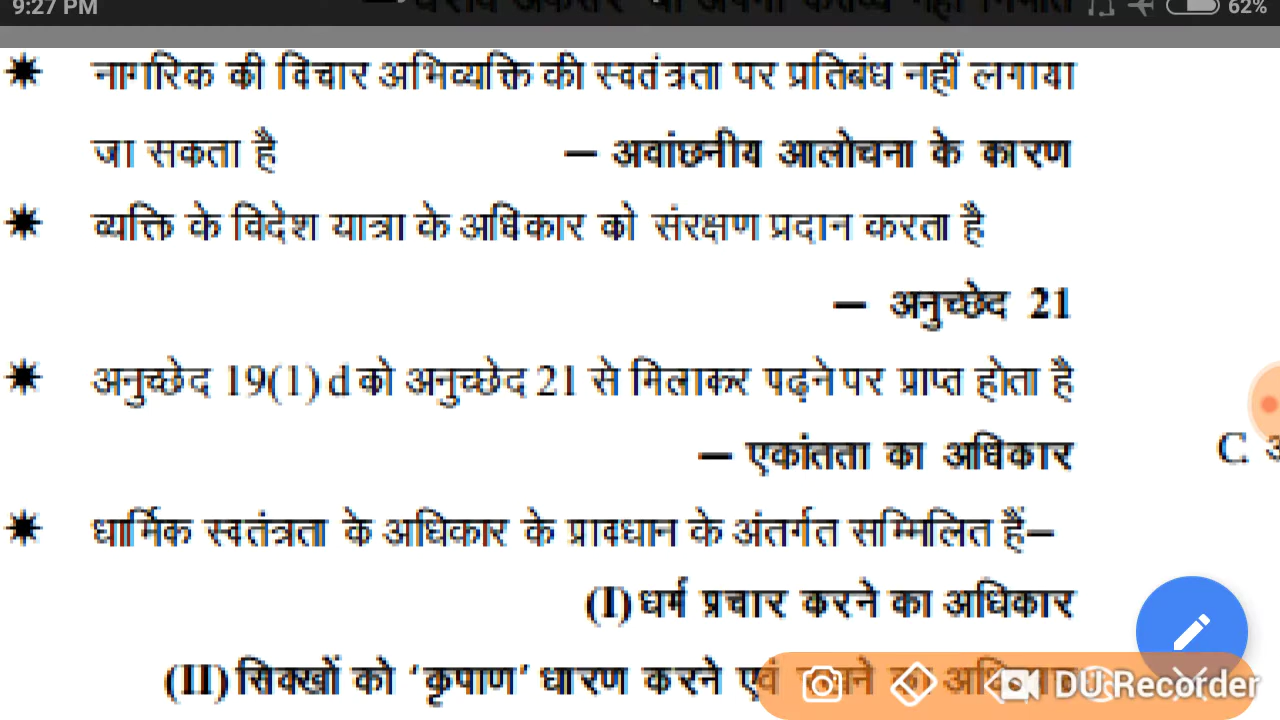 9:27 PM
62%
✷ नागरिक की विचार अभिव्यक्ति की स्वतंत्रता पर प्रतिबंध नहीं लगाया
जा सकता है — अवांछनीय आलोचना के कारण
✷ व्यक्ति के विदेश यात्रा के अधिकार को संरक्षण प्रदान करता है
— अनुच्छेद 21
✷ अनुच्छेद 19(1) d को अनुच्छेद 21 से मिलाकर पढ़ने पर प्राप्त होता है
— एकांतता का अधिकार
C.
✷ धार्मिक स्वतंत्रता के अधिकार के प्रावधान के अंतर्गत सम्मिलित हैं–
(I) धर्म प्रचार करने का अधिकार
(II) सिक्खों को 'कृपाण' धारण करने एवं
DU Recorder